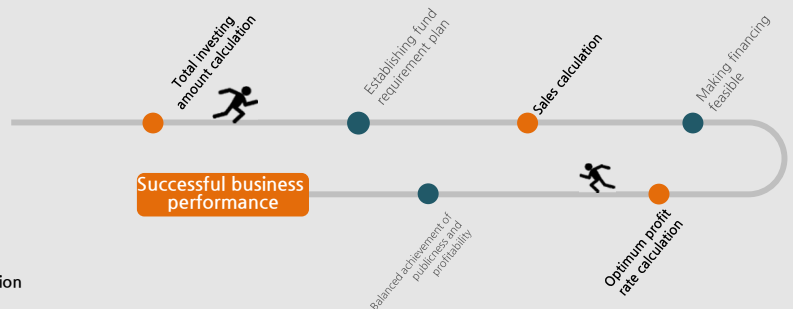 Total investing
amount calculation
Establishing fund
requirement plan
Sales calculation
Making financing
feasible
Successful business
performance
Balanced achievement of
publicness and
profitability
Optimum profit
rate calculation
ion